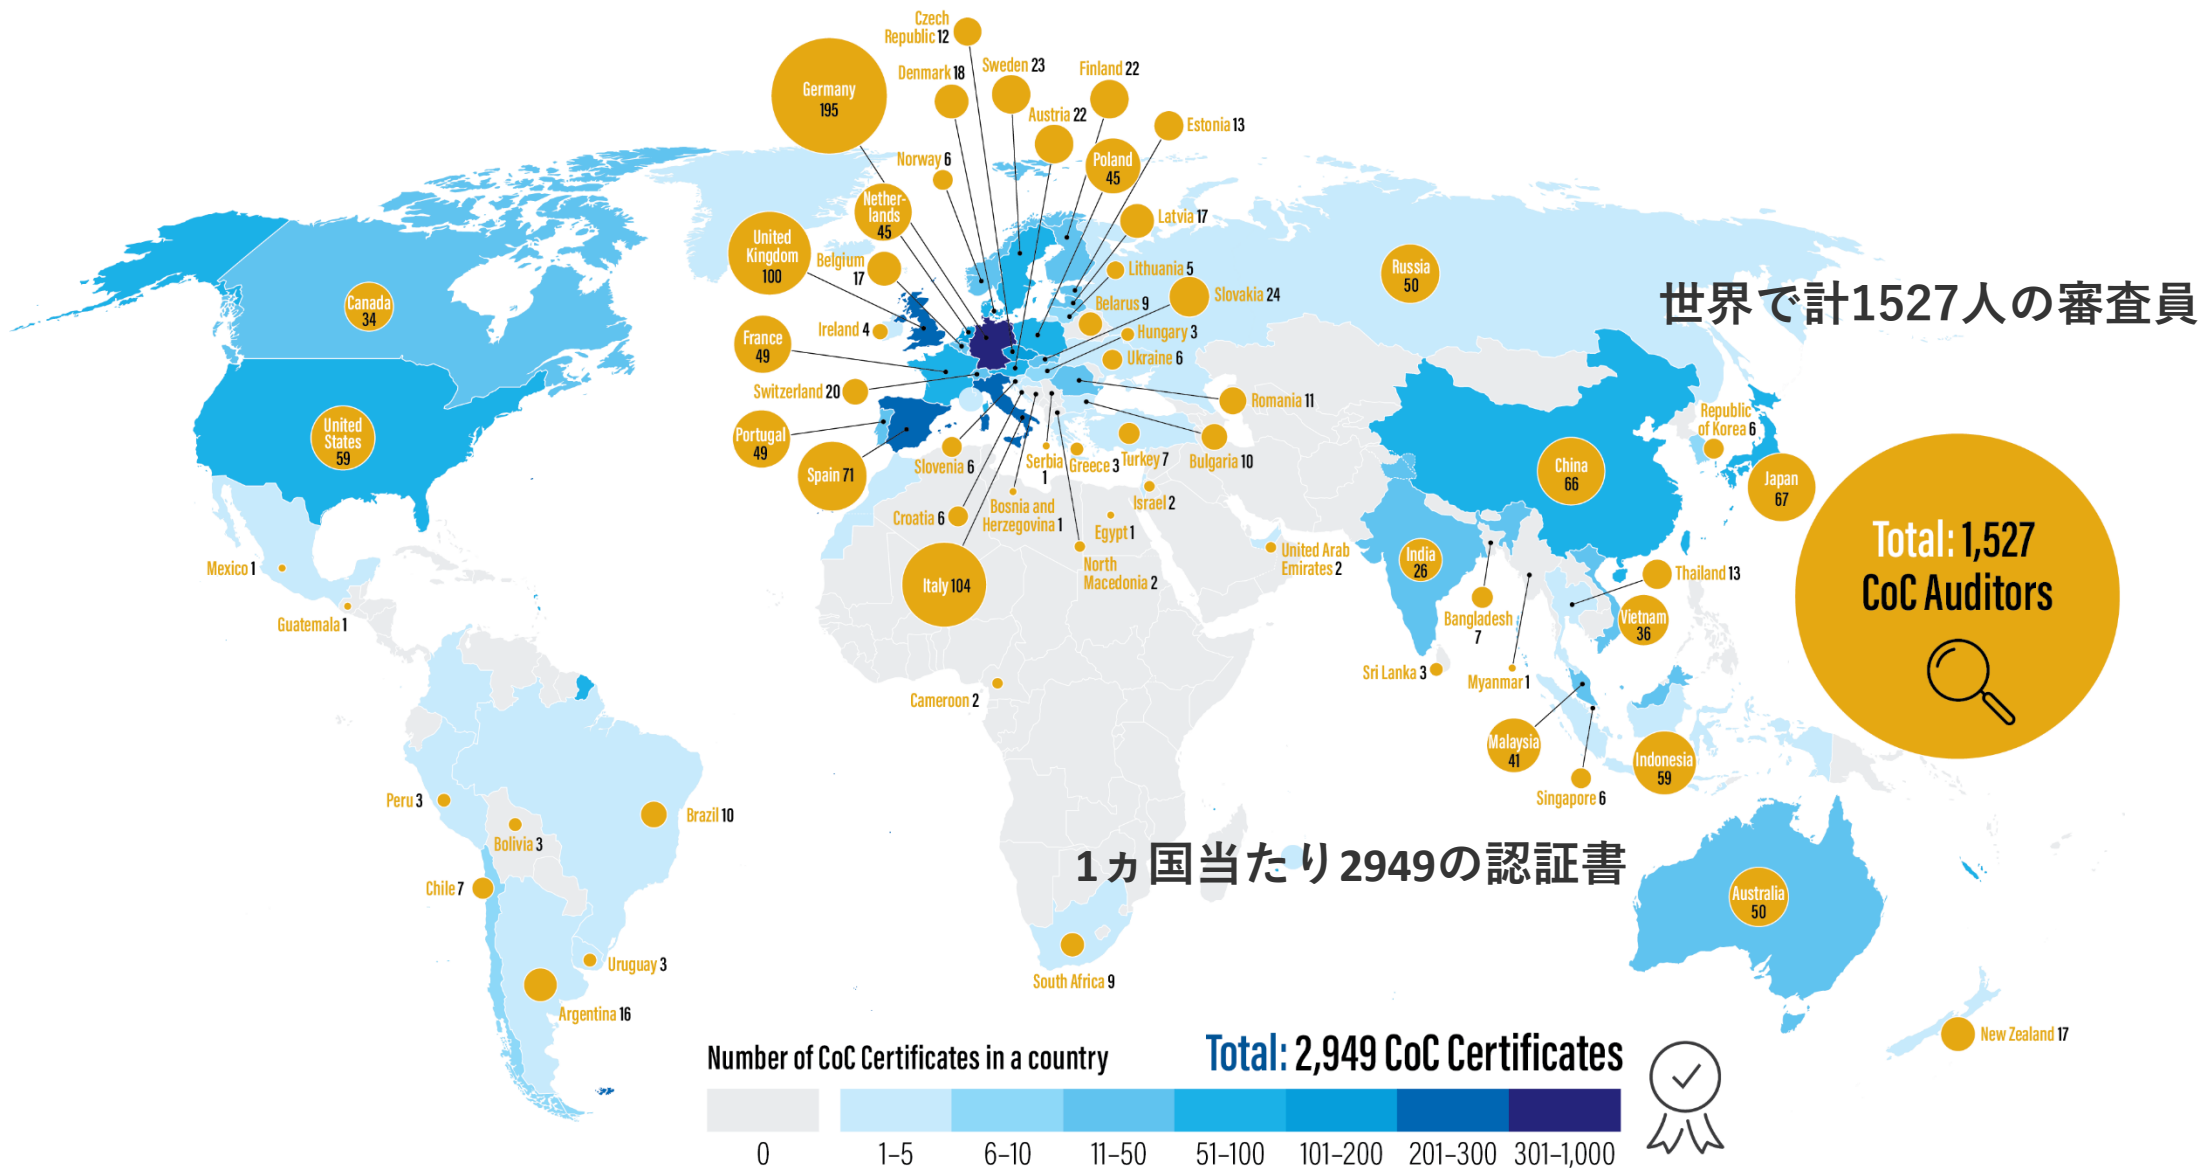 Czech
Republic 12
Germany
195
Denmark 18
Sweden 23
Finland 22
Austria 22
Estonia 13
Norway 6
Poland
45
Nether-
lands
45
Latvia 17
United
Kingdom
100
Belgium
17
Lithuania 5
Russia
50
Slovakia 24
世界で計1527人の審査員
Canada
34
Belarus 9
Ireland 4
Hungary 3
France
49
Ukraine 6
Switzerland 20
Romania 11
Republic
of Korea 6
United
States
59
Portugal
49
Spain 71
Slovenia 6
Serbia
1
Greece 3
Turkey 7
Bulgaria 10
China
66
Japan
67
Israel 2
Croatia 6
Bosnia and
Herzegovina 1
Egypt 1
Total: 1,527
CoC Auditors
Mexico 1
Italy 104
North
Macedonia 2
United Arab
Emirates 2
India
26
Thailand 13
Guatemala 1
Bangladesh
7
Vietnam
36
Sri Lanka 3
Myanmar 1
Cameroon 2
Malaysia
41
Indonesia
59
Singapore 6
Peru 3
Brazil 10
Bolivia 3
1ヵ国当たり2949の認証書
Chile 7
Australia
50
Uruguay 3
South Africa 9
Argentina 16
New Zealand 17
Number of CoC Certificates in a country
Total: 2,949 CoC Certificates
0
1–5
6–10
11–50
51–100
101–200
201–300
301–1,000